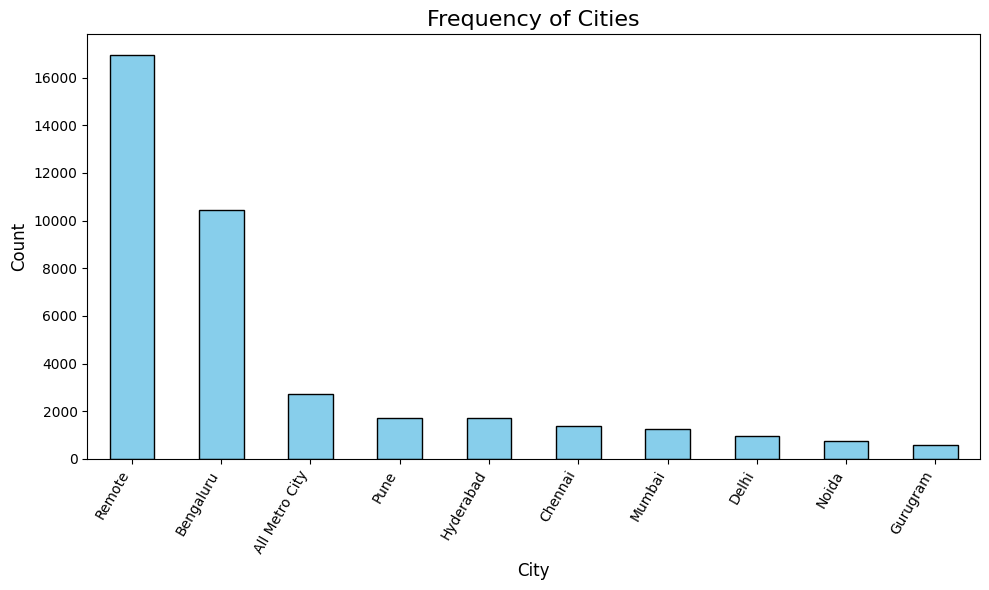 Frequency of Cities
Count
16000
14000
12000
10000
8000
6000
4000
2000
0
Remote
Bengaluru
All Metro City
Pune
Hyderabad
Chennai
Mumbai
Delhi
Noida
Gurugram
City